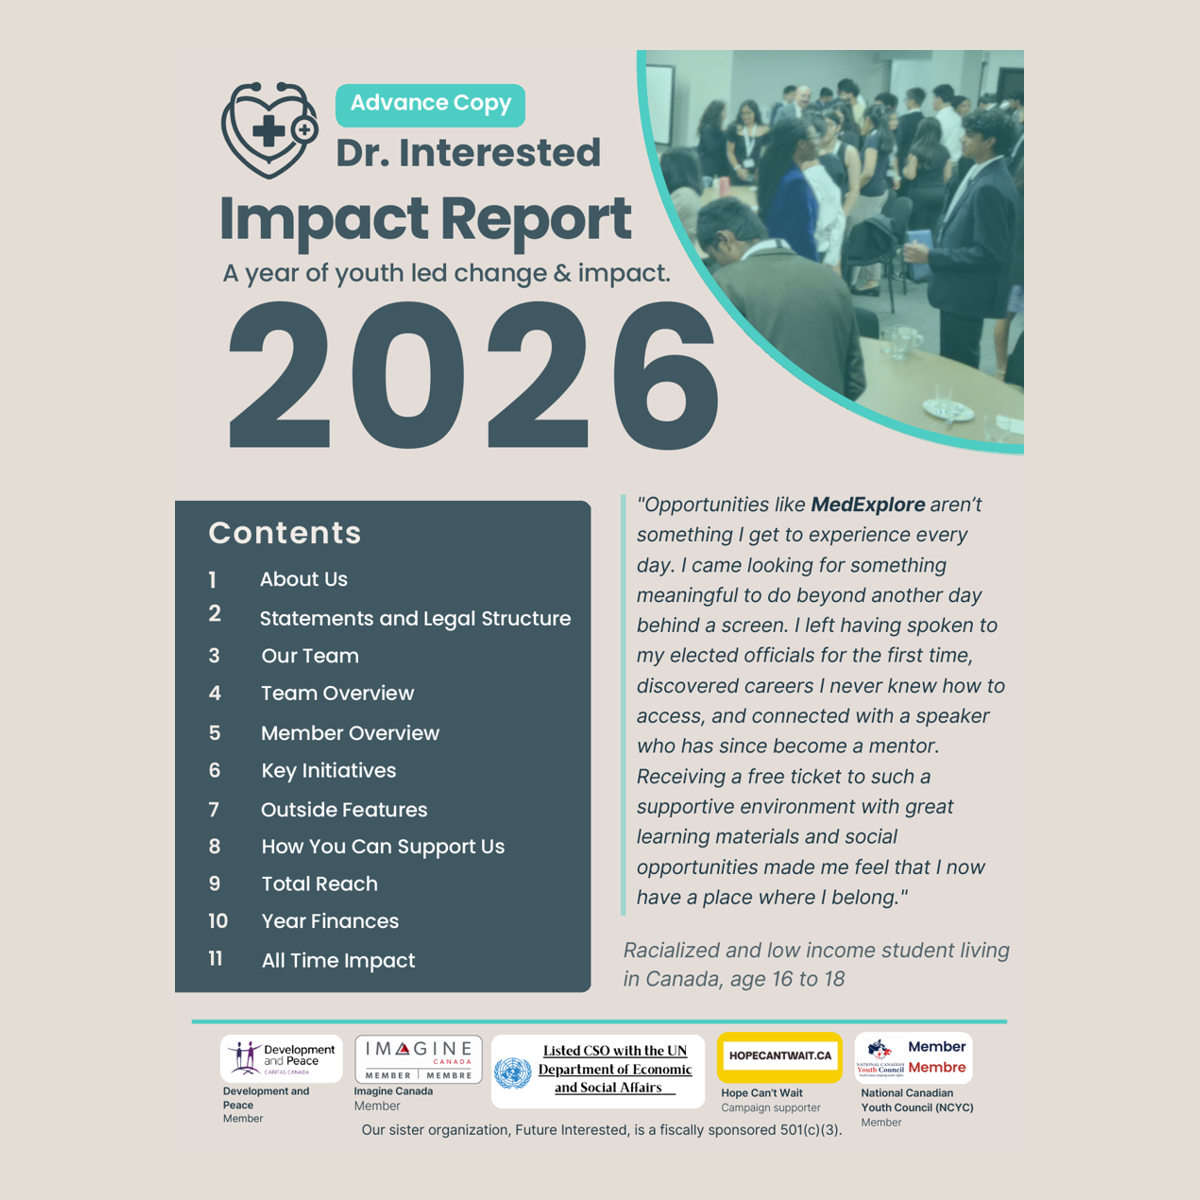 Advance Copy
Dr. Interested
Impact Report
A year of youth led change & impact.
2026
Contents
1 About Us
2 Statements and Legal Structure
3 Our Team
4 Team Overview
5 Member Overview
6 Key Initiatives
7 Outside Features
8 How You Can Support Us
9 Total Reach
10 Year Finances
11 All Time Impact
"Opportunities like MedExplore aren’t
something I get to experience every
day. I came looking for something
meaningful to do beyond another day
behind a screen. I left having spoken to
my elected officials for the first time,
discovered careers I never knew how to
access, and connected with a speaker
who has since become a mentor.
Receiving a free ticket to such a
supportive environment with great
learning materials and social
opportunities made me feel that I now
have a place where I belong."
Racialized and low income student living
in Canada, age 16 to 18
Development
and Peace
CARITAS CANADA
Development and
Peace
Member
IMAGINE
CANADA
MEMBER | MEMBRE
Imagine Canada
Member
Listed CSO with the UN
Department of Economic
and Social Affairs
HOPECANTWAIT.CA
Hope Can’t Wait
Campaign supporter
NATIONAL CANADIAN
Youth Council
Member
Membre
National Canadian
Youth Council (NCYC)
Member
Our sister organization, Future Interested, is a fiscally sponsored 501(c)(3).